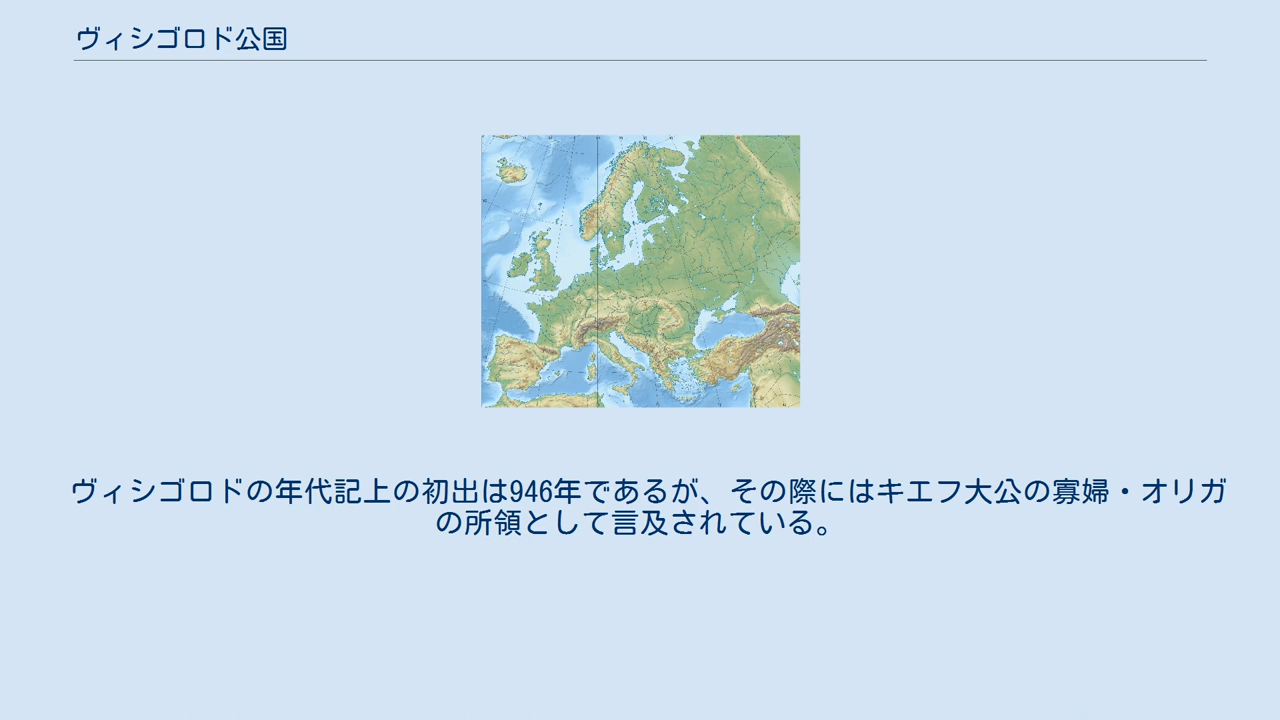 ヴィシゴロド公国
ヴィシゴロドの年代記上の初出は946年であるが、その際にはキエフ大公の寡婦・オリガ
の所領として言及されている。